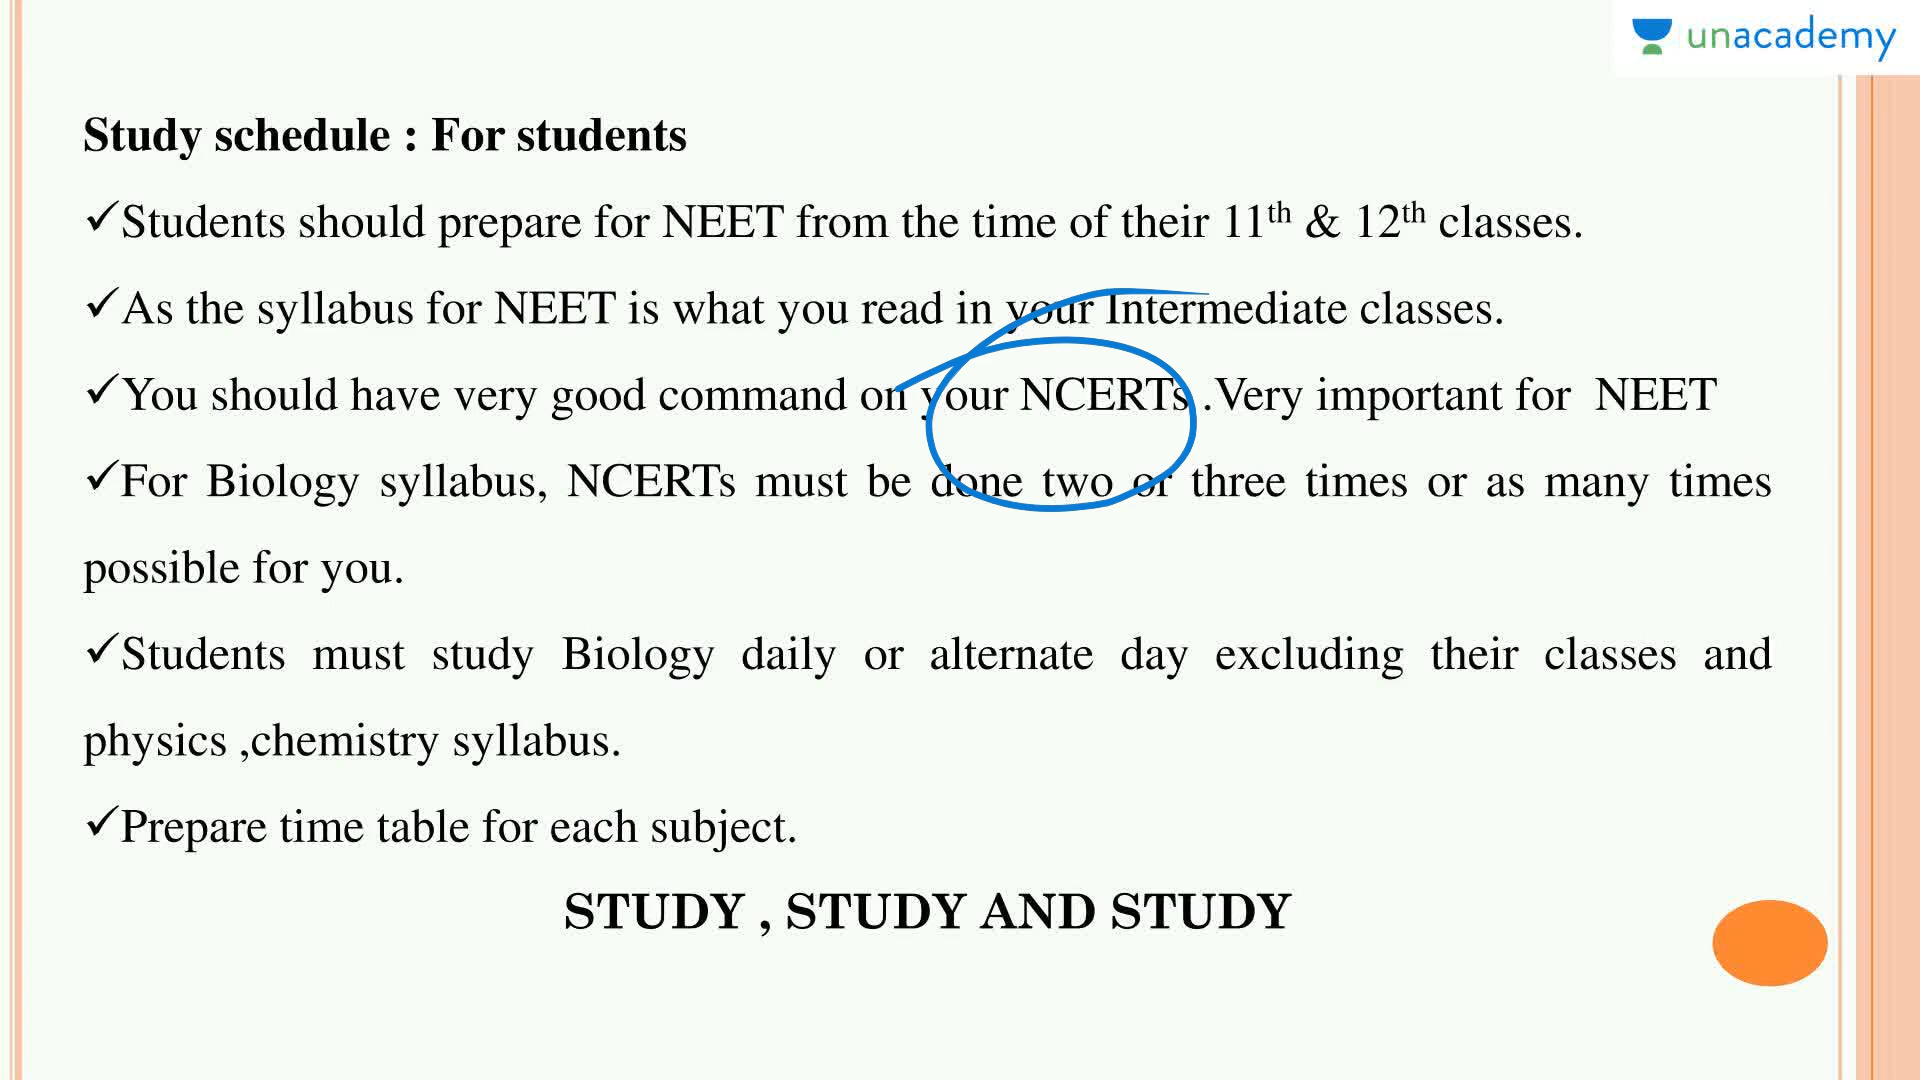 unacademy
Study schedule : For students
✓Students should prepare for NEET from the time of their 11th & 12th classes.
✓As the syllabus for NEET is what you read in your Intermediate classes.
✓You should have very good command on your NCERTs .Very important for  NEET
✓For Biology syllabus, NCERTs must be done two or three times or as many times
possible for you.
✓Students must study Biology daily or alternate day excluding their classes and
physics ,chemistry syllabus.
✓Prepare time table for each subject.
STUDY , STUDY AND STUDY